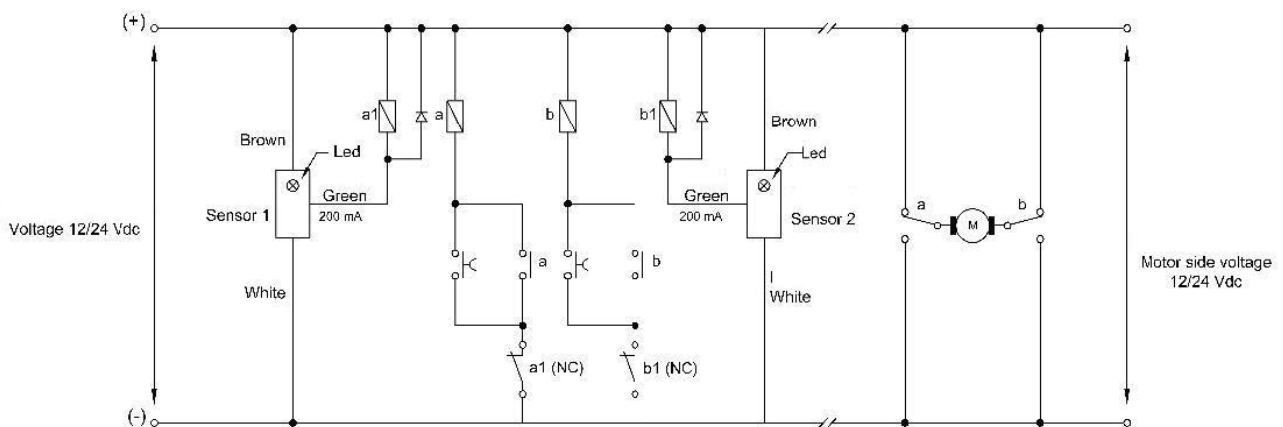 (+)
a1
a
b
b1
Brown
Brown
Led
Led
Green
200 mA
Green
200 mA
Sensor 1
Sensor 2
a
b
M
Voltage 12/24 Vdc
a
b
Motor side voltage
12/24 Vdc
White
I
White
a1 (NC)
b1 (NC)
(-)